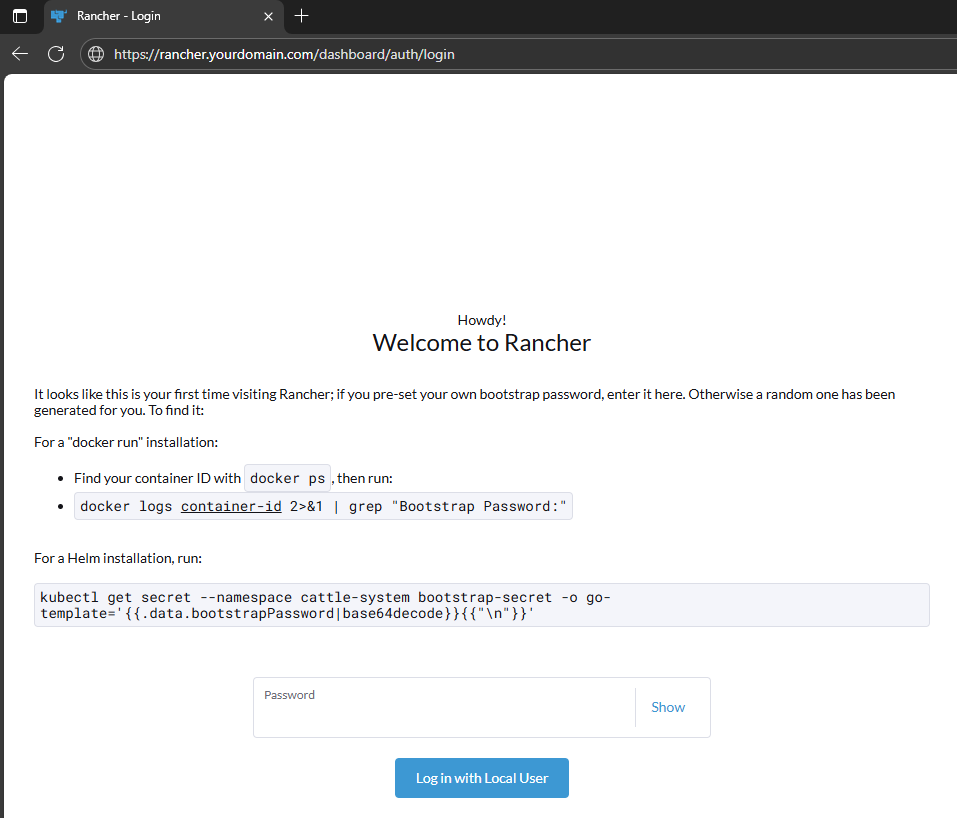 Rancher - Login
https://rancher.yourdomain.com/dashboard/auth/login
Howdy!
Welcome to Rancher
It looks like this is your first time visiting Rancher; if you pre-set your own bootstrap password, enter it here. Otherwise a random one has been
generated for you. To find it:
For a "docker run" installation:
• Find your container ID with docker ps, then run:
• docker logs container-id 2>&1 | grep "Bootstrap Password:"
For a Helm installation, run:
kubectl get secret --namespace cattle-system bootstrap-secret -o go-
template='{{.data.bootstrapPassword|base64decode}}{{"\n"}}'
Password
Show
Log in with Local User